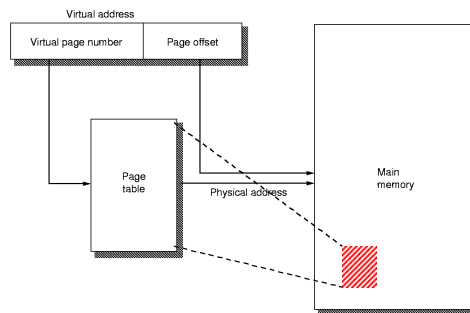 Virtual address
Virtual page number
Page offset
Page
table
Physical address
Main
memory